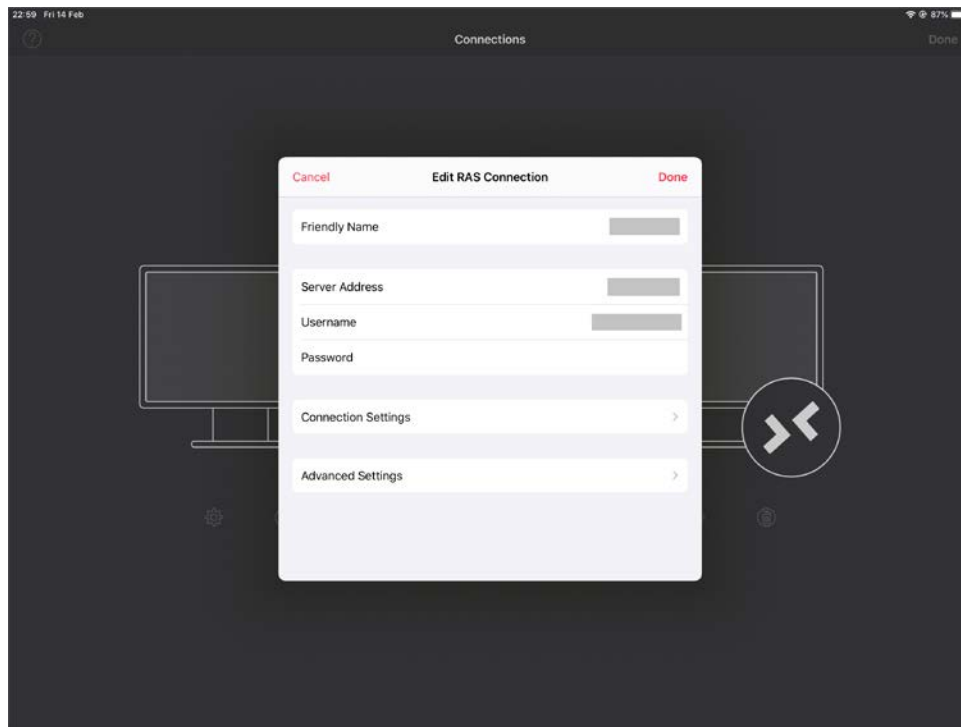 22:59 Fri 14 Feb
87%
Connections
Done
Cancel
Edit RAS Connection
Done
Friendly Name
Server Address
Username
Password
Connection Settings
Advanced Settings